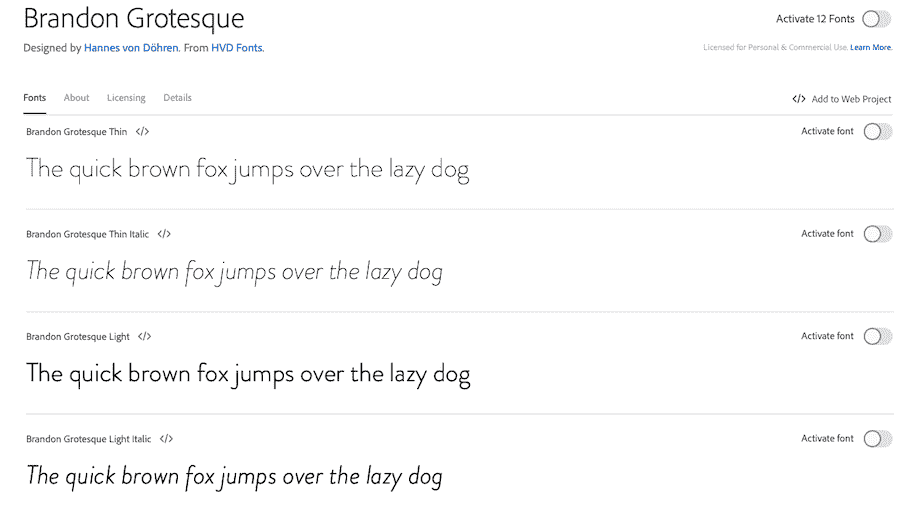 Brandon Grotesque
Activate 12 Fonts
Designed by Hannes von Döhren. From HVD Fonts.
Licensed for Personal & Commercial Use. Learn More.
Fonts About Licensing Details
</> Add to Web Project
Brandon Grotesque Thin </>
Activate font
The quick brown fox jumps over the lazy dog
Brandon Grotesque Thin Italic </>
Activate font
The quick brown fox jumps over the lazy dog
Brandon Grotesque Light </>
Activate font
The quick brown fox jumps over the lazy dog
Brandon Grotesque Light Italic </>
Activate font
The quick brown fox jumps over the lazy dog